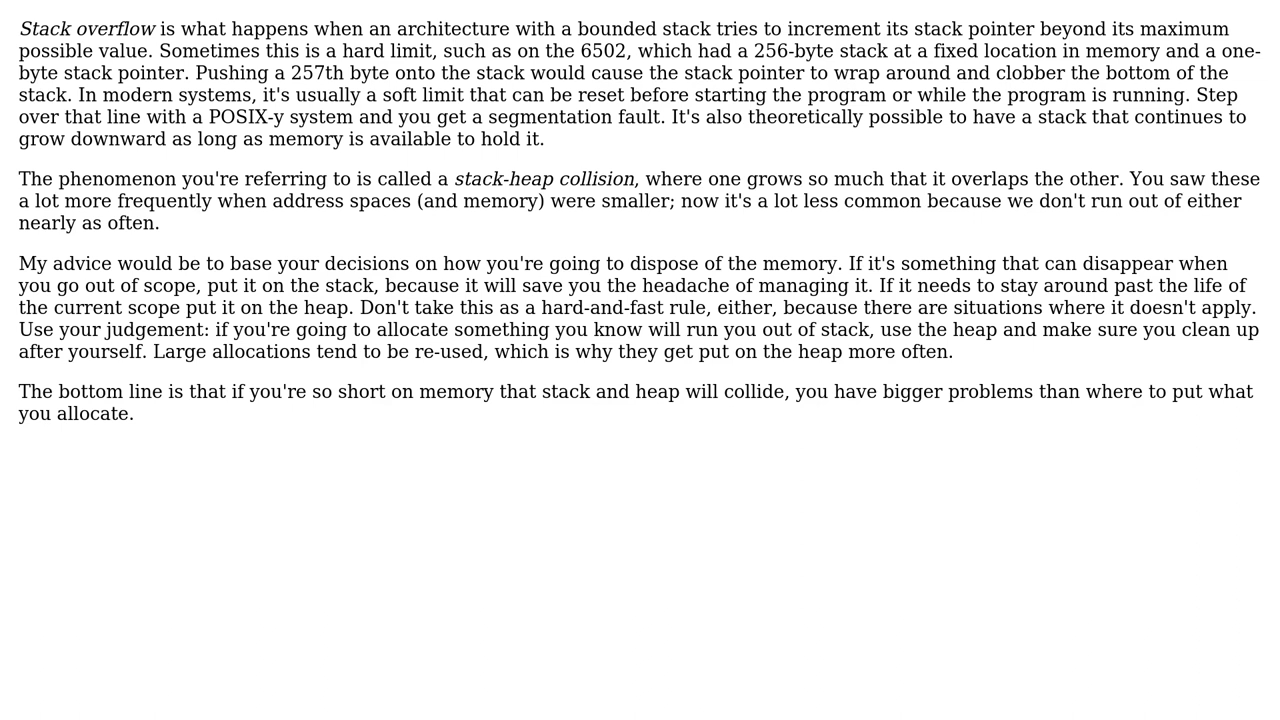 Stack overflow is what happens when an architecture with a bounded stack tries to increment its stack pointer beyond its maximum
possible value. Sometimes this is a hard limit, such as on the 6502, which had a 256-byte stack at a fixed location in memory and a one-
byte stack pointer. Pushing a 257th byte onto the stack would cause the stack pointer to wrap around and clobber the bottom of the
stack. In modern systems, it's usually a soft limit that can be reset before starting the program or while the program is running. Step
over that line with a POSIX-y system and you get a segmentation fault. It's also theoretically possible to have a stack that continues to
grow downward as long as memory is available to hold it.
The phenomenon you're referring to is called a stack-heap collision, where one grows so much that it overlaps the other. You saw these
a lot more frequently when address spaces (and memory) were smaller; now it's a lot less common because we don't run out of either
nearly as often.
My advice would be to base your decisions on how you're going to dispose of the memory. If it's something that can disappear when
you go out of scope, put it on the stack, because it will save you the headache of managing it. If it needs to stay around past the life of
the current scope put it on the heap. Don't take this as a hard-and-fast rule, either, because there are situations where it doesn't apply.
Use your judgement: if you're going to allocate something you know will run you out of stack, use the heap and make sure you clean up
after yourself. Large allocations tend to be re-used, which is why they get put on the heap more often.
The bottom line is that if you're so short on memory that stack and heap will collide, you have bigger problems than where to put what
you allocate.